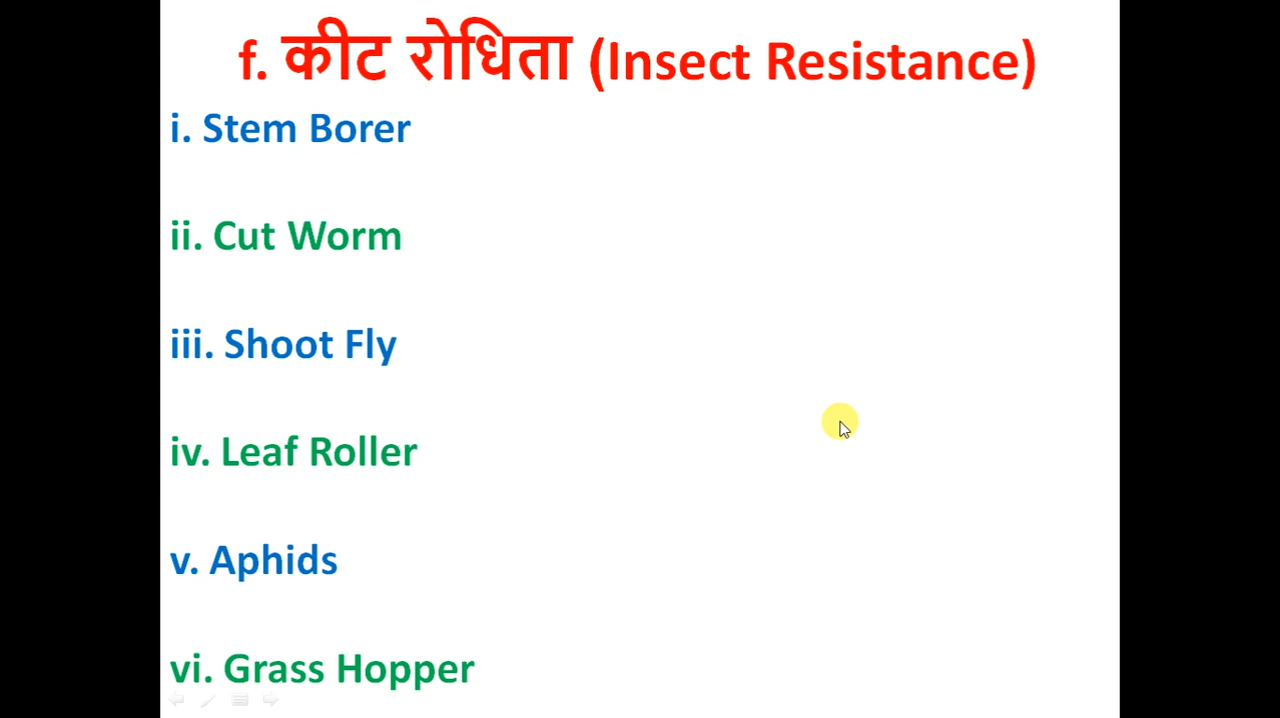 f. कीट रोधिता (Insect Resistance)
i. Stem Borer
ii. Cut Worm
iii. Shoot Fly
iv. Leaf Roller
v. Aphids
vi. Grass Hopper